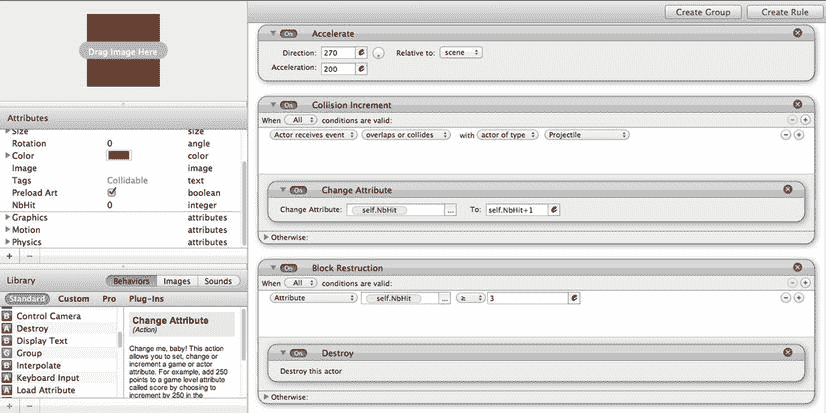 Create Group Create Rule
Drag Image Here
Attributes
Size size
Rotation 0 angle
Color color
Image image
Tags Collidable text
Preload Art boolean
NbHit 0 integer
Graphics attributes
Motion attributes
Physics attributes
+ −
Library Behaviors Images Sounds
Standard Custom Pro Plug-Ins
B Control Camera
A Destroy
B Display Text
G Group
B Interpolate
A Keyboard Input
A Load Attribute
Change Attribute
(Action)
Change me, baby! This action
allows you to set, change or
increment a game or actor
attribute. For example, add 250
points to a game level attribute
called score by choosing to
increment by 250 in the
+ −
On Accelerate
Direction: 270 e Relative to: scene
Acceleration: 200 e
On Collision Increment
When All conditions are valid: − +
Actor receives event overlaps or collides with actor of type Projectile − +
On Change Attribute
Change Attribute: self.NbHit ... To: self.NbHit+1 e
Otherwise:
On Block Restruction
When All conditions are valid: − +
Attribute self.NbHit ... ≥ 3 e − +
On Destroy
Destroy this actor
Otherwise: